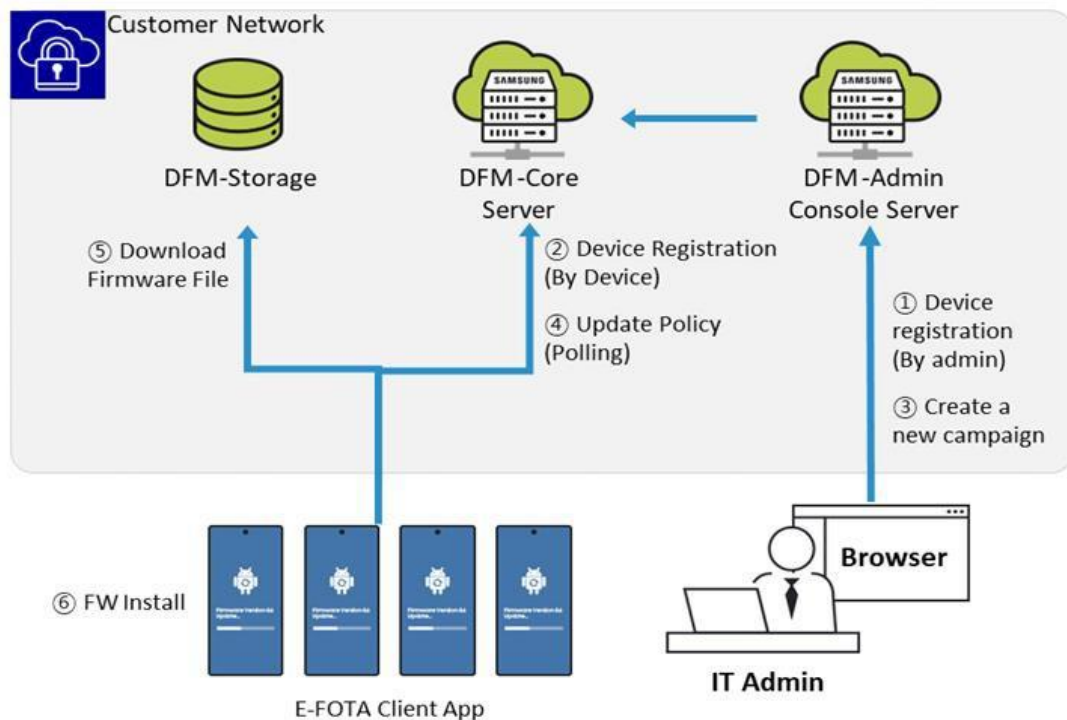 Customer Network
SAMSUNG
SAMSUNG
DFM-Storage
DFM-Core
Server
DFM-Admin
Console Server
⑤ Download
Firmware File
② Device Registration
(By Device)
④ Update Policy
(Polling)
① Device
registration
(By admin)
③ Create a
new campaign
⑥ FW Install
Browser
E-FOTA Client App
IT Admin